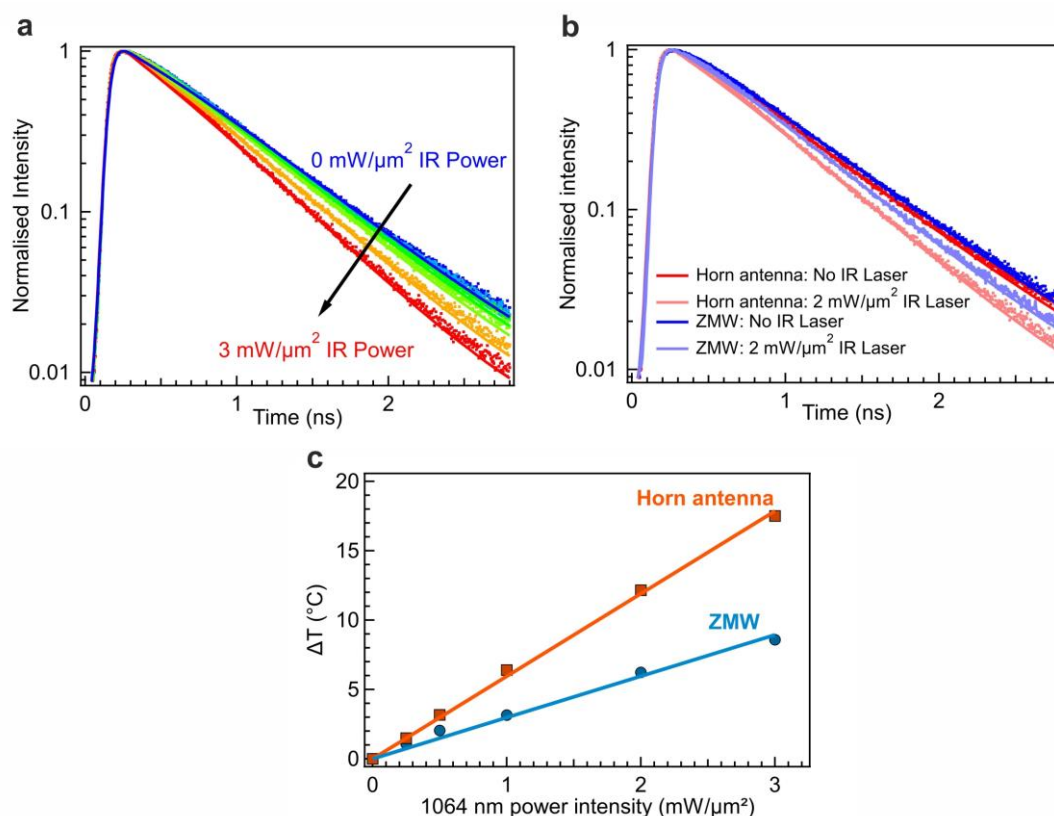 a
Normalised Intensity
1
0.1
0.01
0 mW/µm² IR Power
3 mW/µm² IR Power
0
1
2
Time (ns)
b
Normalised intensity
1
0.1
0.01
Horn antenna: No IR Laser
Horn antenna: 2 mW/µm² IR Laser
ZMW: No IR Laser
ZMW: 2 mW/µm² IR Laser
0
1
2
Time (ns)
c
ΔT (°C)
20
15
10
5
0
Horn antenna
ZMW
0
1
2
3
1064 nm power intensity (mW/µm²)